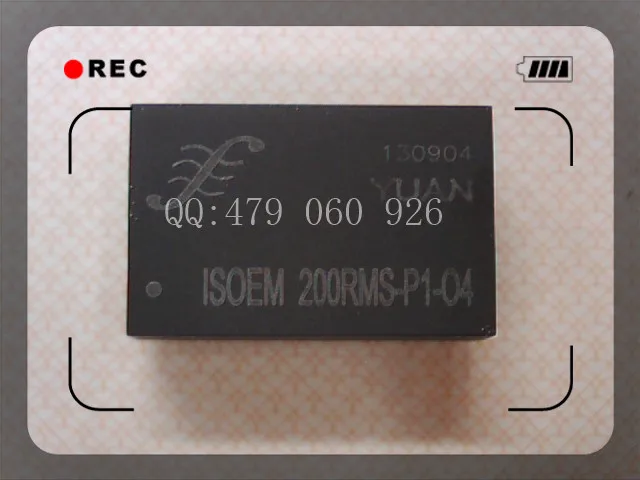 REC
130904
YUAN
QQ:479 060 926
ISOEM 200RMS-P1-O4